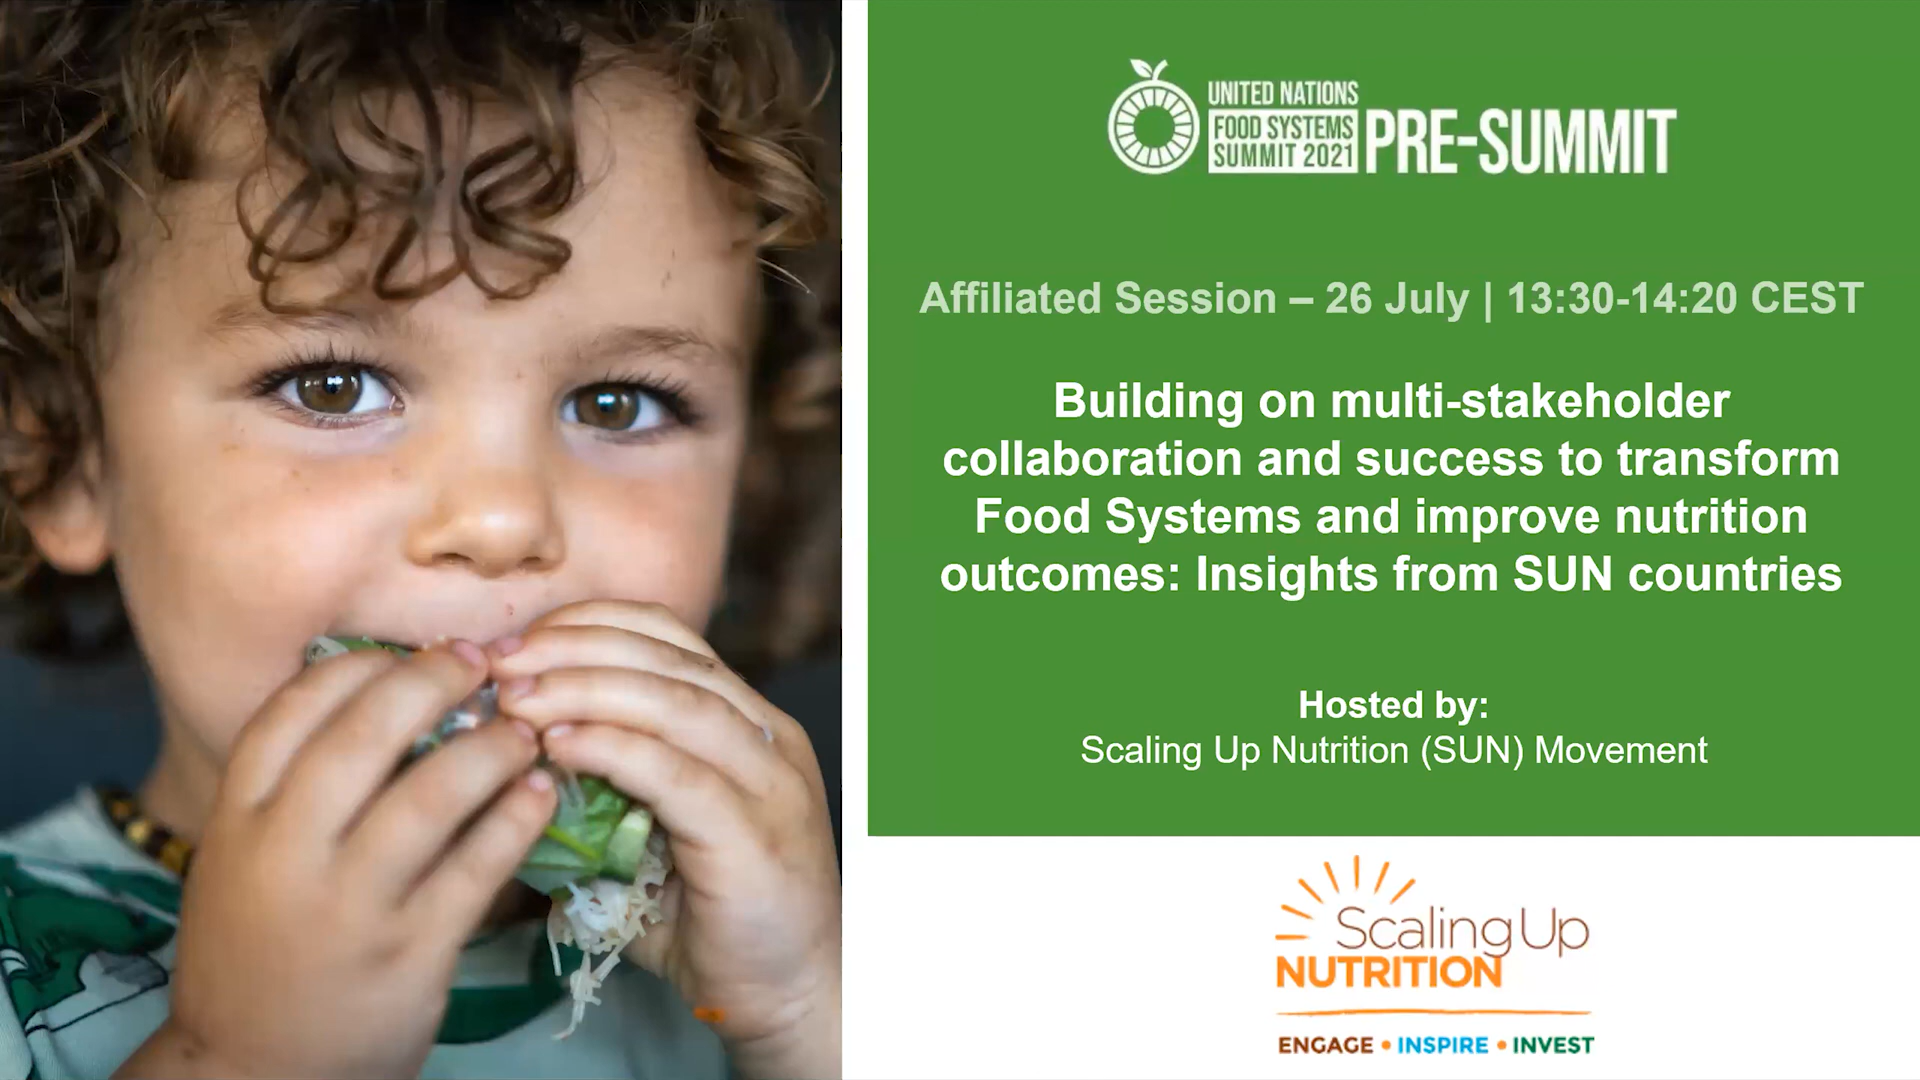 UNITED NATIONS
FOOD SYSTEMS
SUMMIT 2021
PRE-SUMMIT
Affiliated Session – 26 July | 13:30-14:20 CEST
Building on multi-stakeholder
collaboration and success to transform
Food Systems and improve nutrition
outcomes: Insights from SUN countries
Hosted by:
Scaling Up Nutrition (SUN) Movement
Scaling Up
NUTRITION
ENGAGE • INSPIRE • INVEST